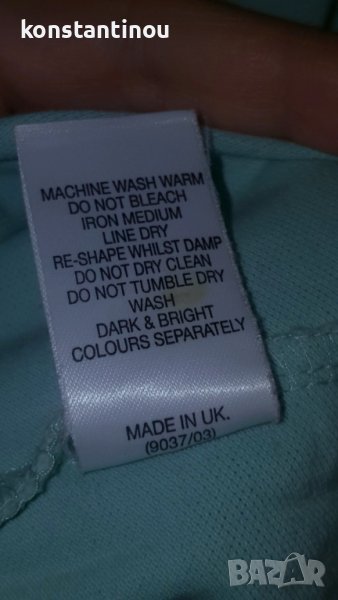 konstantinou
MACHINE WASH WARM
DO NOT BLEACH
IRON MEDIUM
LINE DRY
RE-SHAPE WHILST DAMP
DO NOT DRY CLEAN
DO NOT TUMBLE DRY
WASH
DARK & BRIGHT
COLOURS SEPARATELY
MADE IN UK.
(9037/03)
BAZAR